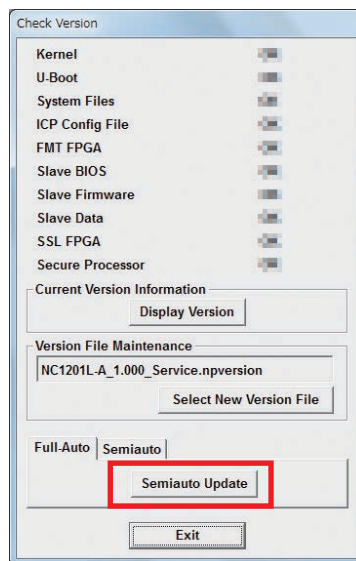 Check Version
Kernel
U-Boot
System Files
ICP Config File
FMT FPGA
Slave BIOS
Slave Firmware
Slave Data
SSL FPGA
Secure Processor
Current Version Information
Display Version
Version File Maintenance
NC1201L-A_1.000_Service.npversion
Select New Version File
Full-Auto Semiauto
Semiauto Update
Exit